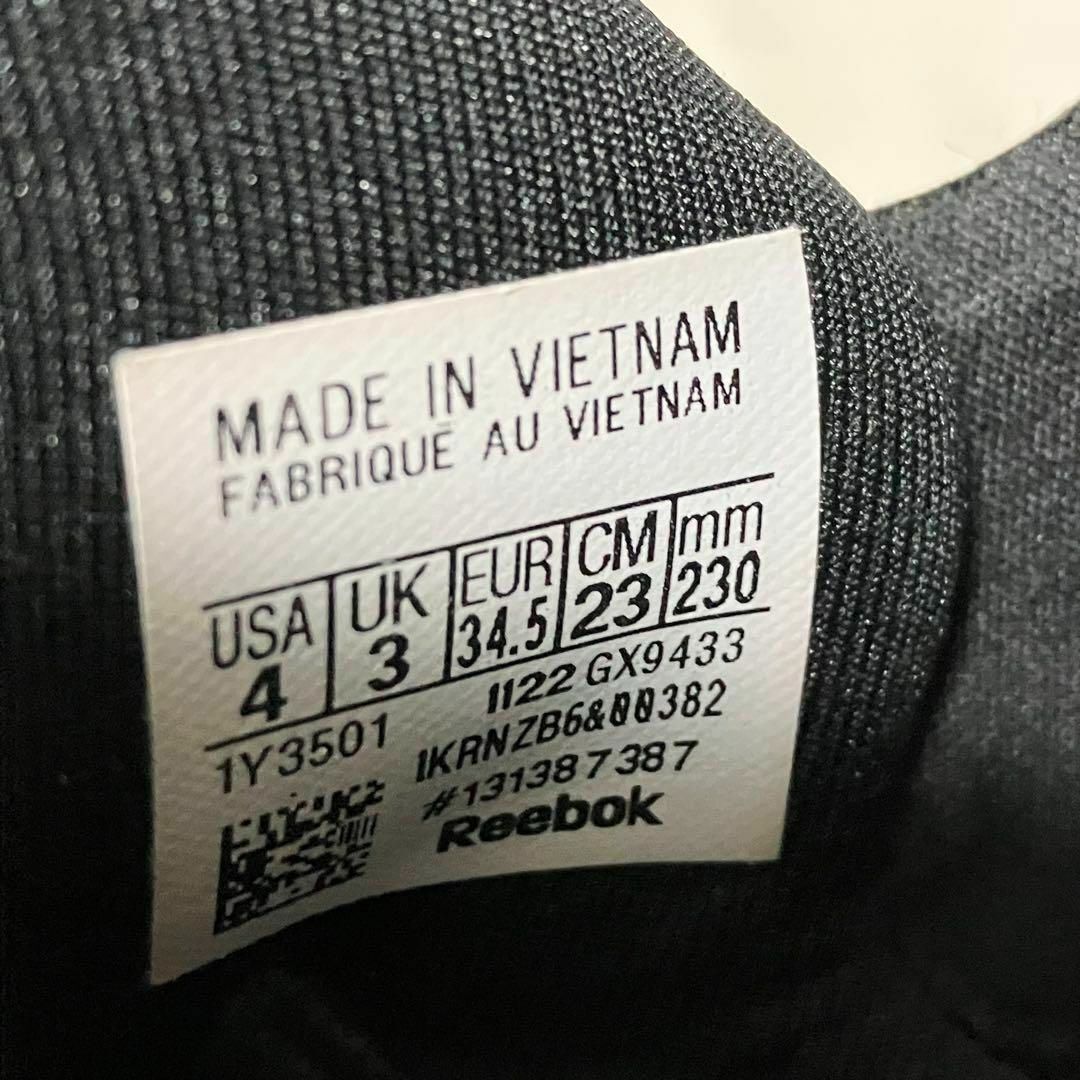 MADE IN VIETNAM
FABRIQUE AU VIETNAM
USA UK EUR CM mm
4 3 34.5 23 230
1Y3501 1122 GX9433
1KRNZB6&00382
#131387387
Reebok